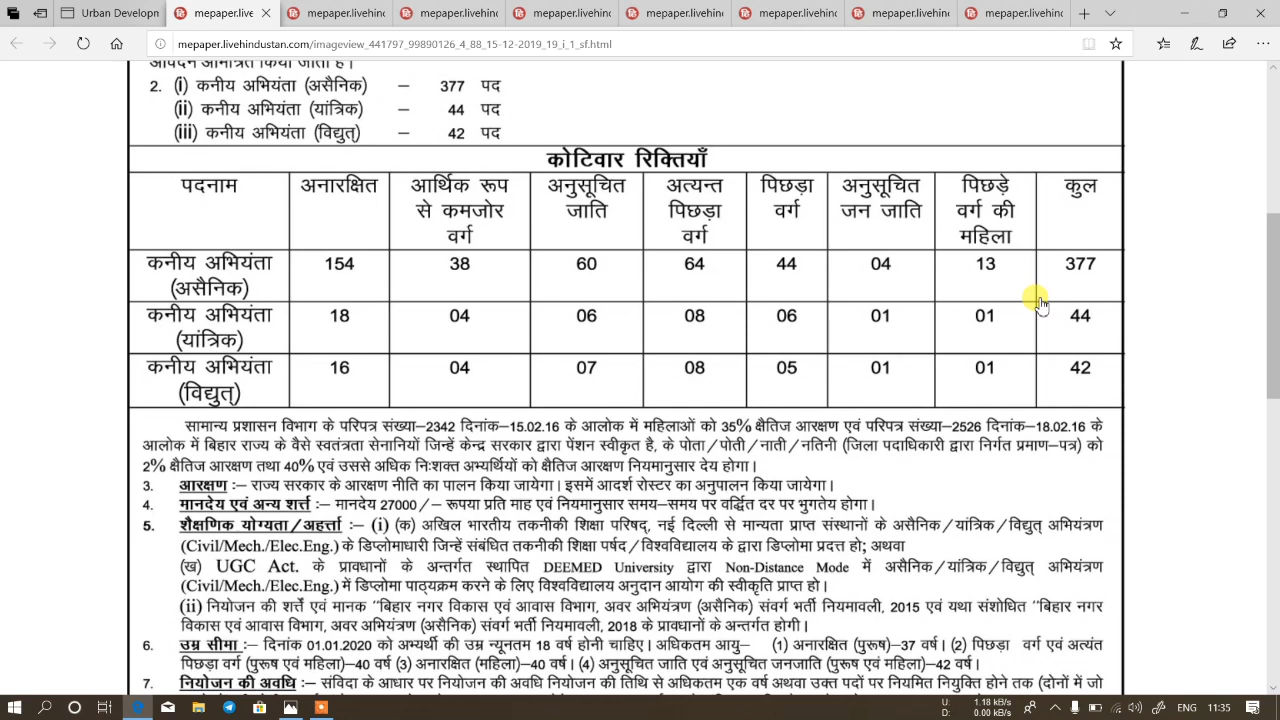 Urban Developm
mepaper.livehindustan.com/imageview_441797_99890126_4_88_15-12-2019_19_i_1_sf.html
आवेदन आमंत्रित किया जाता है।
2. (i) कनीय अभियंता (असैनिक) – 377 पद
(ii) कनीय अभियंता (यांत्रिक) – 44 पद
(iii) कनीय अभियंता (विद्युत्) – 42 पद
कोटिवार रिक्तियाँ
पदनाम अनारक्षित आर्थिक रूप से कमजोर वर्ग अनुसूचित जाति अत्यन्त पिछड़ा वर्ग पिछड़ा वर्ग अनुसूचित जन जाति पिछड़े वर्ग की महिला कुल
कनीय अभियंता (असैनिक) 154 38 60 64 44 04 13 377
कनीय अभियंता (यांत्रिक) 18 04 06 08 06 01 01 44
कनीय अभियंता (विद्युत्) 16 04 07 08 05 01 01 42
सामान्य प्रशासन विभाग के परिपत्र संख्या–2342 दिनांक–15.02.16 के आलोक में महिलाओं को 35% क्षैतिज आरक्षण एवं परिपत्र संख्या–2526 दिनांक–18.02.16 के
आलोक में बिहार राज्य के वैसे स्वतंत्रता सेनानियों जिन्हें केन्द्र सरकार द्वारा पेंशन स्वीकृत है, के पोता/पोती/नाती/नतिनी (जिला पदाधिकारी द्वारा निर्गत प्रमाण–पत्र) को
2% क्षैतिज आरक्षण तथा 40% एवं उससे अधिक निःशक्त अभ्यर्थियों को क्षैतिज आरक्षण नियमानुसार देय होगा।
3. आरक्षण :– राज्य सरकार के आरक्षण नीति का पालन किया जायेगा। इसमें आदर्श रोस्टर का अनुपालन किया जायेगा।
4. मानदेय एवं अन्य शर्त्त :– मानदेय 27000/– रूपया प्रति माह एवं नियमानुसार समय–समय पर वर्द्धित दर पर भुगतेय होगा।
5. शैक्षणिक योग्यता/अहर्त्ता :– (i) (क) अखिल भारतीय तकनीकी शिक्षा परिषद्, नई दिल्ली से मान्यता प्राप्त संस्थानों के असैनिक/यांत्रिक/विद्युत् अभियंत्रण
(Civil/Mech./Elec.Eng.) के डिप्लोमाधारी जिन्हें संबंधित तकनीकी शिक्षा पर्षद/विश्वविद्यालय के द्वारा डिप्लोमा प्रदत्त हो; अथवा
(ख) UGC Act. के प्रावधानों के अन्तर्गत स्थापित DEEMED University द्वारा Non-Distance Mode में असैनिक/यांत्रिक/विद्युत् अभियंत्रण
(Civil/Mech./Elec.Eng.) में डिप्लोमा पाठ्यक्रम करने के लिए विश्वविद्यालय अनुदान आयोग की स्वीकृति प्राप्त हो।
(ii) नियोजन की शर्त्तें एवं मानक "बिहार नगर विकास एवं आवास विभाग, अवर अभियंत्रण (असैनिक) संवर्ग भर्ती नियमावली, 2015 एवं यथा संशोधित "बिहार नगर
विकास एवं आवास विभाग, अवर अभियंत्रण (असैनिक) संवर्ग भर्ती नियमावली, 2018 के प्रावधानों के अन्तर्गत होगी।
6. उम्र सीमा :– दिनांक 01.01.2020 को अभ्यर्थी की उम्र न्यूनतम 18 वर्ष होनी चाहिए। अधिकतम आयु– (1) अनारक्षित (पुरूष)–37 वर्ष। (2) पिछड़ा वर्ग एवं अत्यंत
पिछड़ा वर्ग (पुरूष एवं महिला)–40 वर्ष (3) अनारक्षित (महिला)–40 वर्ष। (4) अनुसूचित जाति एवं अनुसूचित जनजाति (पुरूष एवं महिला)–42 वर्ष।
7. नियोजन की अवधि :– संविदा के आधार पर नियोजन की अवधि नियोजन की तिथि से अधिकतम एक वर्ष अथवा उक्त पदों पर नियमित नियुक्ति होने तक (दोनों में जो
U: 1.18 kB/s
D: 0.00 kB/s
ENG 11:35